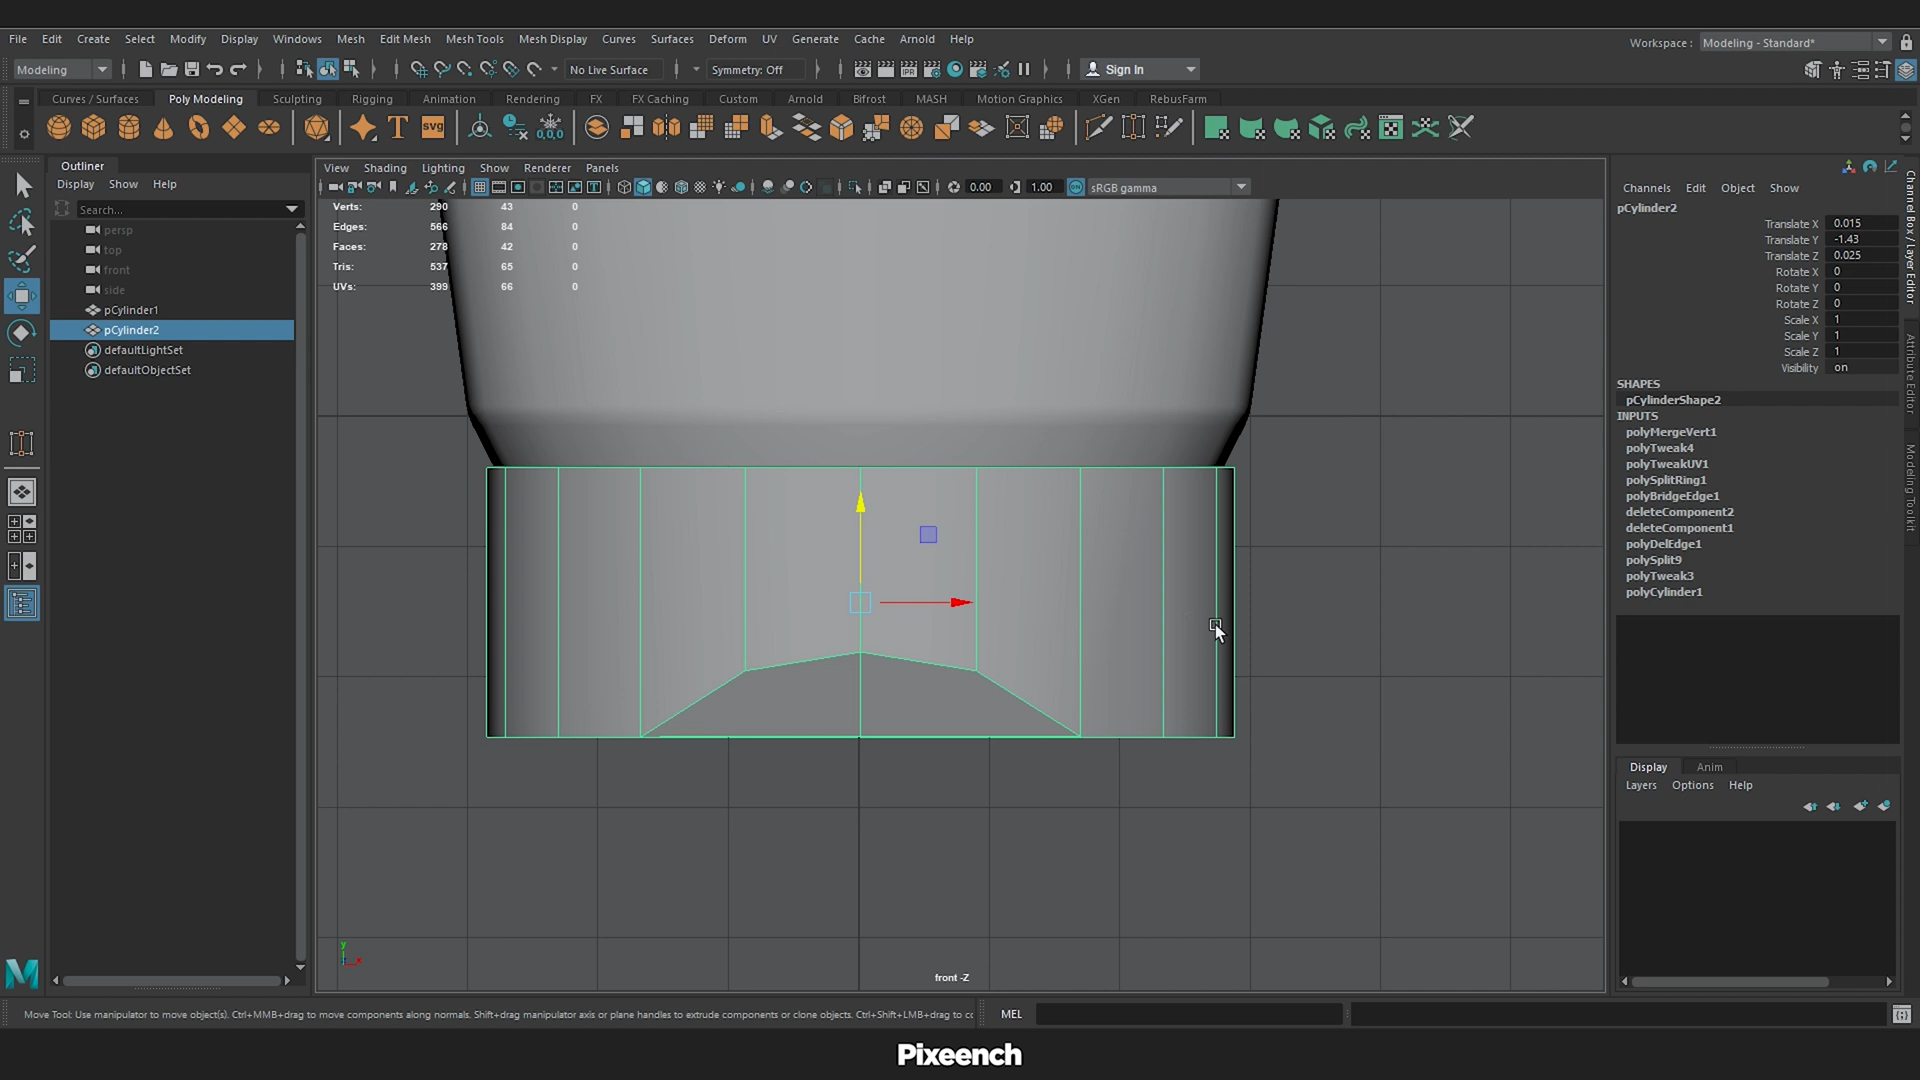 File Edit Create Select Modify Display Windows Mesh Edit Mesh Mesh Tools Mesh Display Curves Surfaces Deform UV Generate Cache Arnold Help
Workspace : Modeling - Standard*
Modeling No Live Surface Symmetry: Off Sign In
Curves / Surfaces Poly Modeling Sculpting Rigging Animation Rendering FX FX Caching Custom Arnold Bifrost MASH Motion Graphics XGen RebusFarm
T svg 0,0,0
Outliner
Display Show Help
Search...
persp
top
front
side
pCylinder1
pCylinder2
defaultLightSet
defaultObjectSet
View Shading Lighting Show Renderer Panels
0.00 1.00 sRGB gamma
Verts: 290 43 0
Edges: 566 84 0
Faces: 278 42 0
Tris: 537 65 0
UVs: 399 66 0
y
x
front -Z
Channels Edit Object Show
pCylinder2
Translate X 0.015
Translate Y -1.43
Translate Z 0.025
Rotate X 0
Rotate Y 0
Rotate Z 0
Scale X 1
Scale Y 1
Scale Z 1
Visibility on
SHAPES
pCylinderShape2
INPUTS
polyMergeVert1
polyTweak4
polyTweakUV1
polySplitRing1
polyBridgeEdge1
deleteComponent2
deleteComponent1
polyDelEdge1
polySplit9
polyTweak3
polyCylinder1
Display Anim
Layers Options Help
Channel Box / Layer Editor
Attribute Editor
Modeling Toolkit
M
Move Tool: Use manipulator to move object(s). Ctrl+MMB+drag to move components along normals. Shift+drag manipulator axis or plane handles to extrude components or clone objects. Ctrl+Shift+LMB+drag to cc
MEL
Pixeench